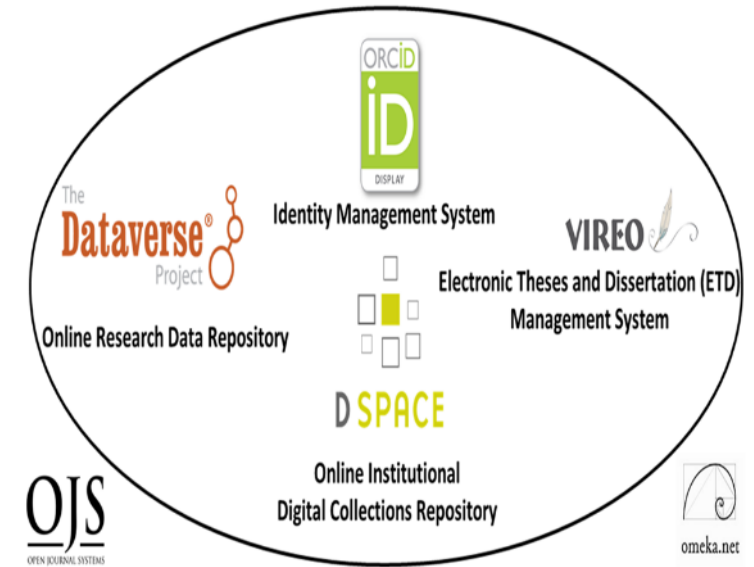 ORCiD
iD
DISPLAY
Identity Management System
The
Dataverse®
Project
Online Research Data Repository
VIREO
Electronic Theses and Dissertation (ETD)
Management System
D SPACE
Online Institutional
Digital Collections Repository
OJS
OPEN JOURNAL SYSTEMS
omeka.net